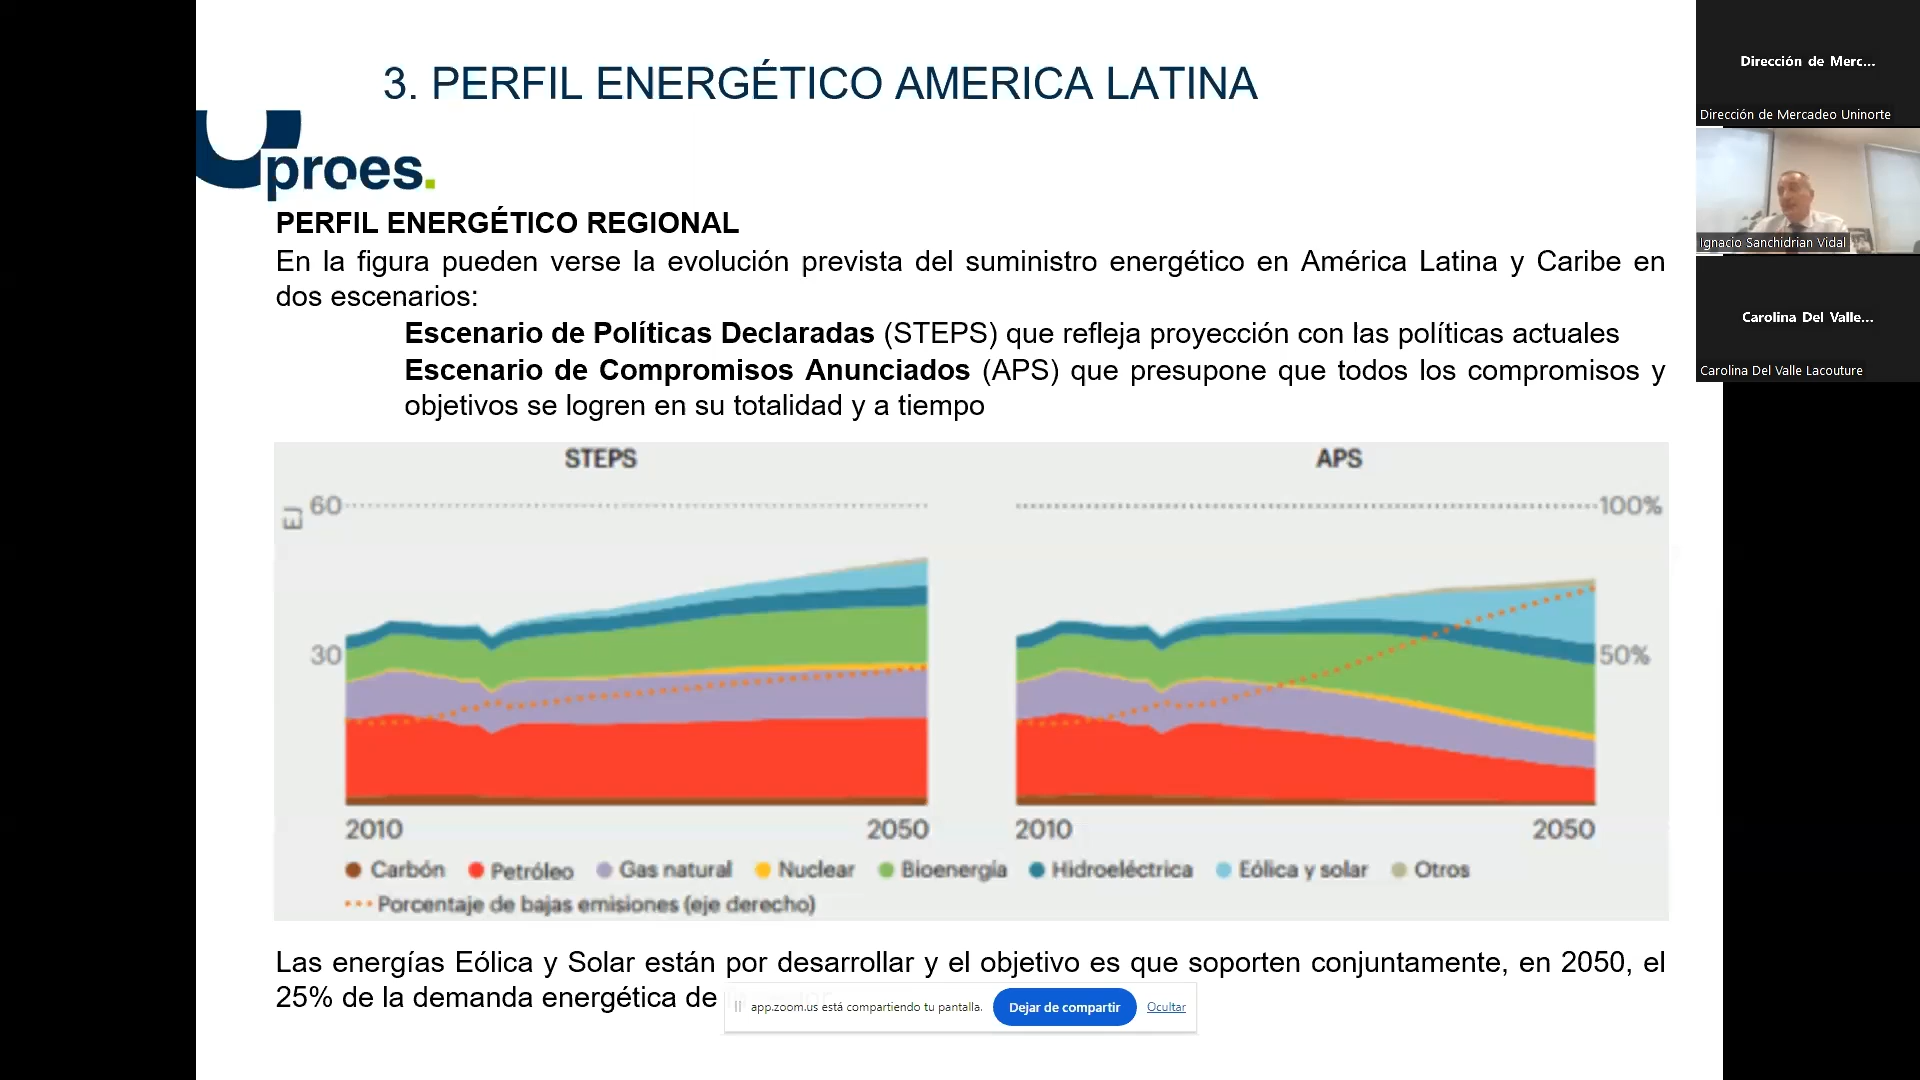 3. PERFIL ENERGÉTICO AMERICA LATINA
proes.
PERFIL ENERGÉTICO REGIONAL
En la figura pueden verse la evolución prevista del suministro energético en América Latina y Caribe en
dos escenarios:
Escenario de Políticas Declaradas (STEPS) que refleja proyección con las políticas actuales
Escenario de Compromisos Anunciados (APS) que presupone que todos los compromisos y
objetivos se logren en su totalidad y a tiempo
STEPS
APS
EJ
60
100%
30
50%
2010
2050
2010
2050
Carbón
Petróleo
Gas natural
Nuclear
Bioenergía
Hidroeléctrica
Eólica y solar
Otros
Porcentaje de bajas emisiones (eje derecho)
Las energías Eólica y Solar están por desarrollar y el objetivo es que soporten conjuntamente, en 2050, el
25% de la demanda energética de
app.zoom.us está compartiendo tu pantalla.
Dejar de compartir
Ocultar
Dirección de Merc...
Dirección de Mercadeo Uninorte
Ignacio Sanchidrian Vidal
Carolina Del Valle...
Carolina Del Valle Lacouture